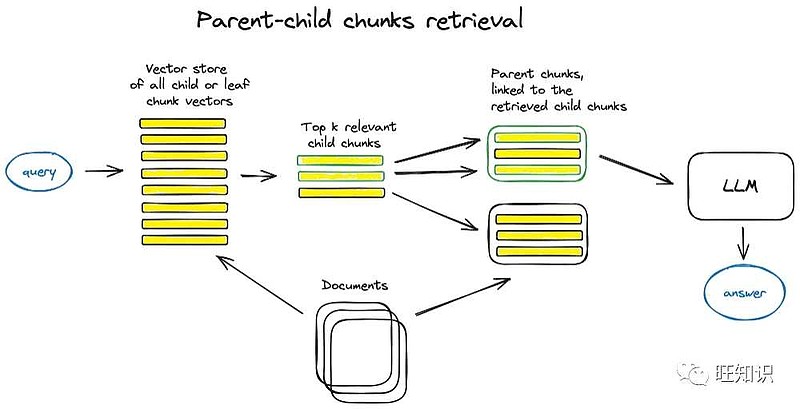 Parent-child chunks retrieval
Vector store
of all child or leaf
chunk vectors
Top k relevant
child chunks
Parent chunks,
linked to the
retrieved child chunks
query
LLM
Documents
answer
旺知识